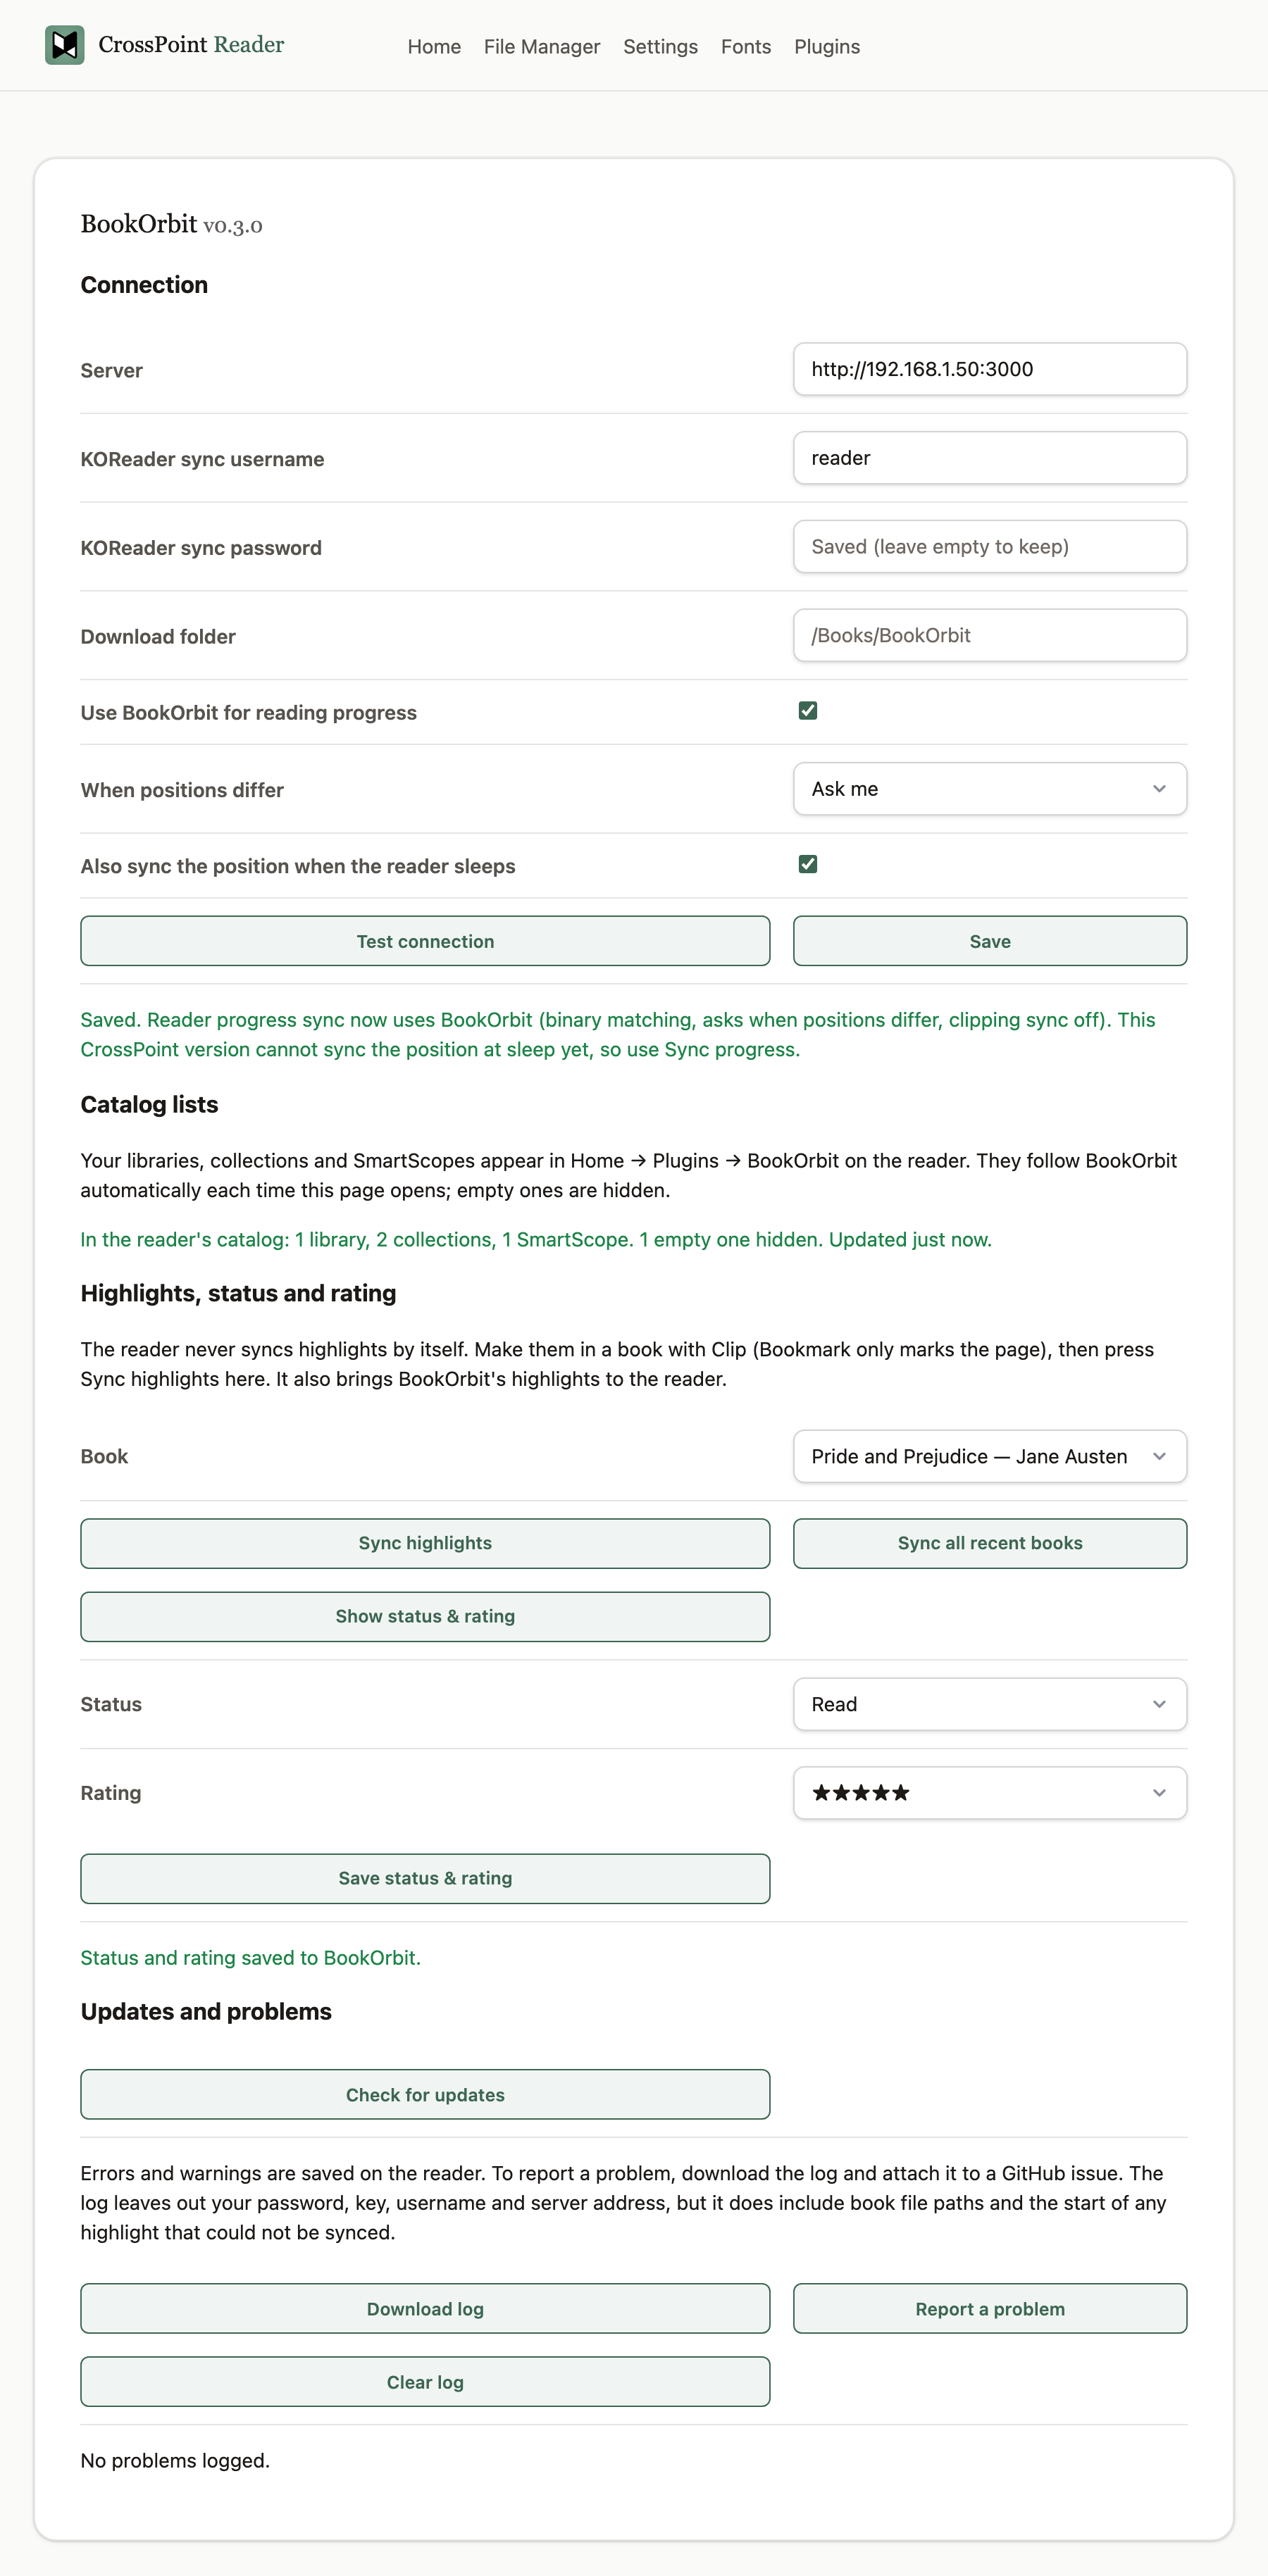 CrossPoint Reader
Home File Manager Settings Fonts Plugins
BookOrbit v0.3.0
Connection
Server
http://192.168.1.50:3000
KOReader sync username
reader
KOReader sync password
Saved (leave empty to keep)
Download folder
/Books/BookOrbit
Use BookOrbit for reading progress
When positions differ
Ask me
Also sync the position when the reader sleeps
Test connection
Save
Saved. Reader progress sync now uses BookOrbit (binary matching, asks when positions differ, clipping sync off). This
CrossPoint version cannot sync the position at sleep yet, so use Sync progress.
Catalog lists
Your libraries, collections and SmartScopes appear in Home → Plugins → BookOrbit on the reader. They follow BookOrbit
automatically each time this page opens; empty ones are hidden.
In the reader's catalog: 1 library, 2 collections, 1 SmartScope. 1 empty one hidden. Updated just now.
Highlights, status and rating
The reader never syncs highlights by itself. Make them in a book with Clip (Bookmark only marks the page), then press
Sync highlights here. It also brings BookOrbit's highlights to the reader.
Book
Pride and Prejudice — Jane Austen
Sync highlights
Sync all recent books
Show status & rating
Status
Read
Rating
★★★★★
Save status & rating
Status and rating saved to BookOrbit.
Updates and problems
Check for updates
Errors and warnings are saved on the reader. To report a problem, download the log and attach it to a GitHub issue. The
log leaves out your password, key, username and server address, but it does include book file paths and the start of any
highlight that could not be synced.
Download log
Report a problem
Clear log
No problems logged.